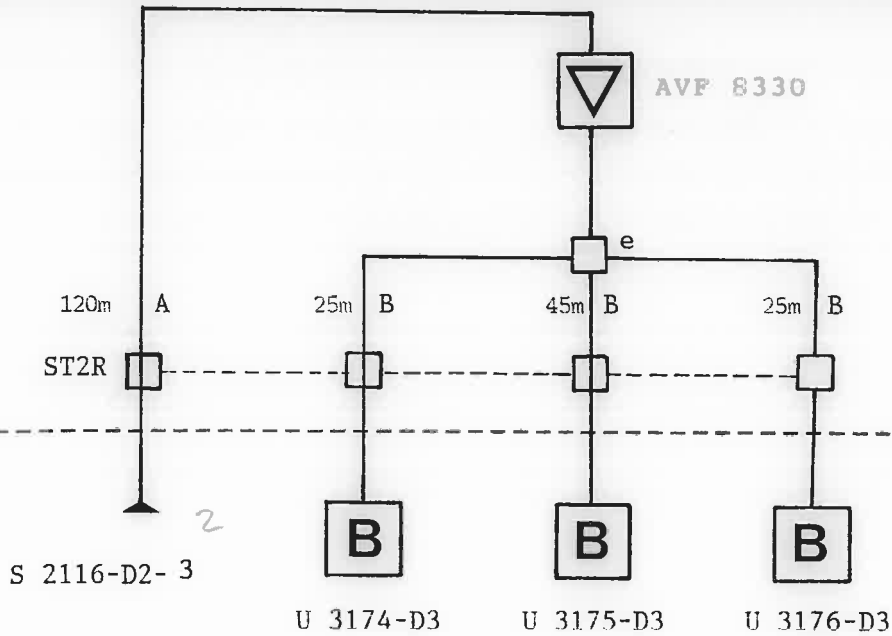 AVF 8330
e
120m A 25m B 45m B 25m B
ST2R
2
S 2116-D2-3
B B B
U 3174-D3 U 3175-D3 U 3176-D3